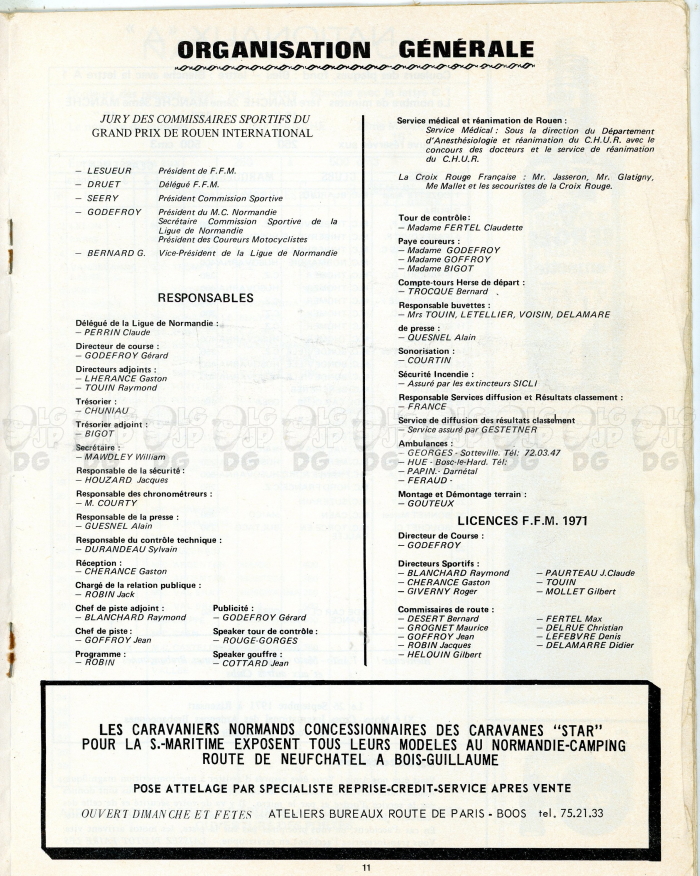 ORGANISATION GÉNÉRALE
JURY DES COMMISSAIRES SPORTIFS DU
GRAND PRIX DE ROUEN INTERNATIONAL
— LESUEUR Président de F.F.M.
— DRUET Délégué F.F.M.
— SEERY Président Commission Sportive
— GODEFROY Président du M.C. Normandie
Secrétaire Commission Sportive de la
Ligue de Normandie
Président des Coureurs Motocyclistes
— BERNARD G. Vice-Président de la Ligue de Normandie
RESPONSABLES
Délégué de la Ligue de Normandie :
— PERRIN Claude
Directeur de course :
— GODEFROY Gérard
Directeurs adjoints :
— LHERANCE Gaston
— TOUIN Raymond
Trésorier :
— CHUNIAU
Trésorier adjoint :
— BIGOT
Secrétaire :
— MAWDLEY William
Responsable de la sécurité :
— HOUZARD Jacques
Responsable des chronométreurs :
— M. COURTY
Responsable de la presse :
— GUESNEL Alain
Responsable du contrôle technique :
— DURANDEAU Sylvain
Réception :
— CHERANCE Gaston
Chargé de la relation publique :
— ROBIN Jack
Chef de piste adjoint :
— BLANCHARD Raymond
Chef de piste :
— GOFFROY Jean
Programme :
— ROBIN
Publicité :
— GODEFROY Gérard
Speaker tour de contrôle :
— ROUGE-GORGES
Speaker gouffre :
— COTTARD Jean
Service médical et réanimation de Rouen :
Service Médical : Sous la direction du Département
d'Anesthésiologie et réanimation du C.H.U.R. avec le
concours des docteurs et le service de réanimation
du C.H.U.R.
La Croix Rouge Française : Mr. Jasseron, Mr. Glatigny,
Me Mallet et les secouristes de la Croix Rouge.
Tour de contrôle :
— Madame FERTEL Claudette
Paye coureurs :
— Madame GODEFROY
— Madame GOFFROY
— Madame BIGOT
Compte-tours Herse de départ :
— TROCQUE Bernard
Responsable buvettes :
— Mrs TOUIN, LETELLIER, VOISIN, DELAMARE
de presse :
— QUESNEL Alain
Sonorisation :
— COURTIN
Sécurité Incendie :
— Assuré par les extincteurs SICLI
Responsable Services diffusion et Résultats classement :
— FRANCE
Service de diffusion des résultats classement
— Service assuré par GESTETNER
Ambulances :
— GEORGES - Sotteville. Tél: 72.03.47
— HUE - Bosc-le-Hard. Tél:
— PAPIN.- Darnétal
— FERAUD -
Montage et Démontage terrain :
— GOUTEUX
LICENCES F.F.M. 1971
Directeur de Course :
— GODEFROY
Directeurs Sportifs :
— BLANCHARD Raymond — PAURTEAU J.Claude
— CHERANCE Gaston — TOUIN
— GIVERNY Roger — MOLLET Gilbert
Commissaires de route :
— DESERT Bernard — FERTEL Max
— GROGNET Maurice — DELRUE Christian
— GOFFROY Jean — LEFEBVRE Denis
— ROBIN Jacques — DELAMARRE Didier
— HELOUIN Gilbert
LES CARAVANIERS NORMANDS CONCESSIONNAIRES DES CARAVANES "STAR"
POUR LA S.-MARITIME EXPOSENT TOUS LEURS MODELES AU NORMANDIE-CAMPING
ROUTE DE NEUFCHATEL A BOIS-GUILLAUME
POSE ATTELAGE PAR SPECIALISTE REPRISE-CREDIT-SERVICE APRES VENTE
OUVERT DIMANCHE ET FETES ATELIERS BUREAUX ROUTE DE PARIS - BOOS tel. 75.21.33
11